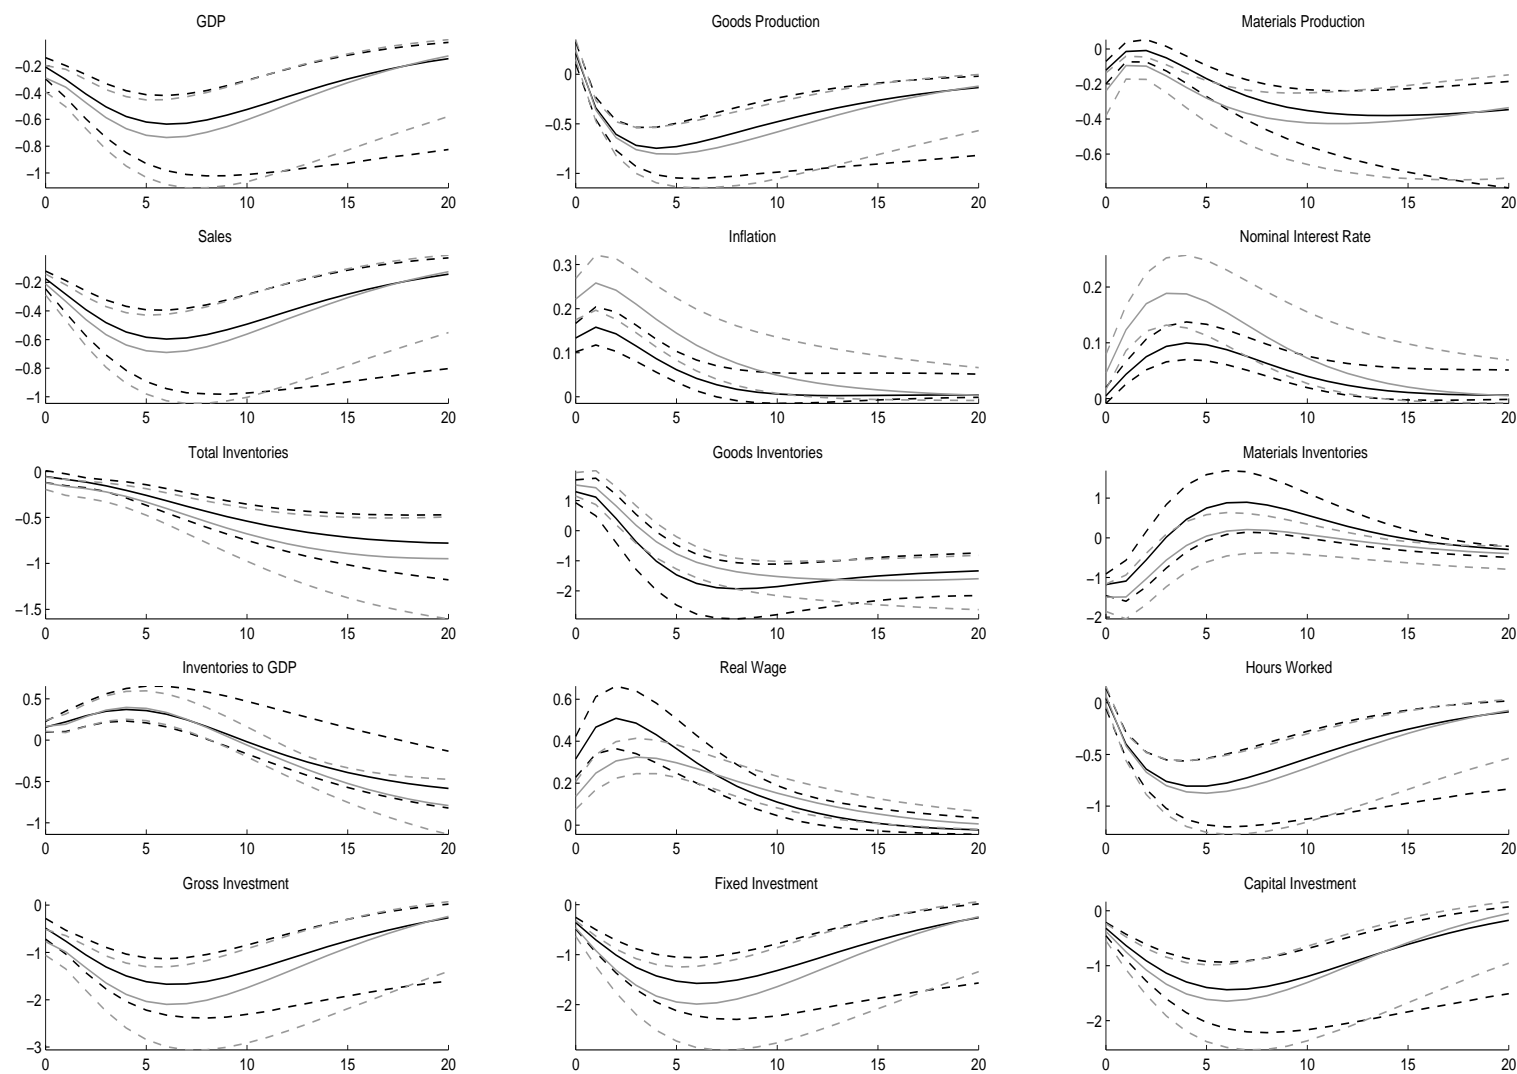 GDP
−0.2
−0.4
−0.6
−0.8
−1
0 5 10 15 20
Goods Production
0
−0.5
−1
0 5 10 15 20
Materials Production
0
−0.2
−0.4
−0.6
0 5 10 15 20
Sales
−0.2
−0.4
−0.6
−0.8
−1
0 5 10 15 20
Inflation
0.3
0.2
0.1
0
0 5 10 15 20
Nominal Interest Rate
0.2
0.1
0
0 5 10 15 20
Total Inventories
0
−0.5
−1
−1.5
0 5 10 15 20
Goods Inventories
1
0
−1
−2
0 5 10 15 20
Materials Inventories
1
0
−1
−2
0 5 10 15 20
Inventories to GDP
0.5
0
−0.5
−1
0 5 10 15 20
Real Wage
0.6
0.4
0.2
0
0 5 10 15 20
Hours Worked
0
−0.5
−1
0 5 10 15 20
Gross Investment
0
−1
−2
−3
0 5 10 15 20
Fixed Investment
0
−1
−2
0 5 10 15 20
Capital Investment
0
−1
−2
0 5 10 15 20